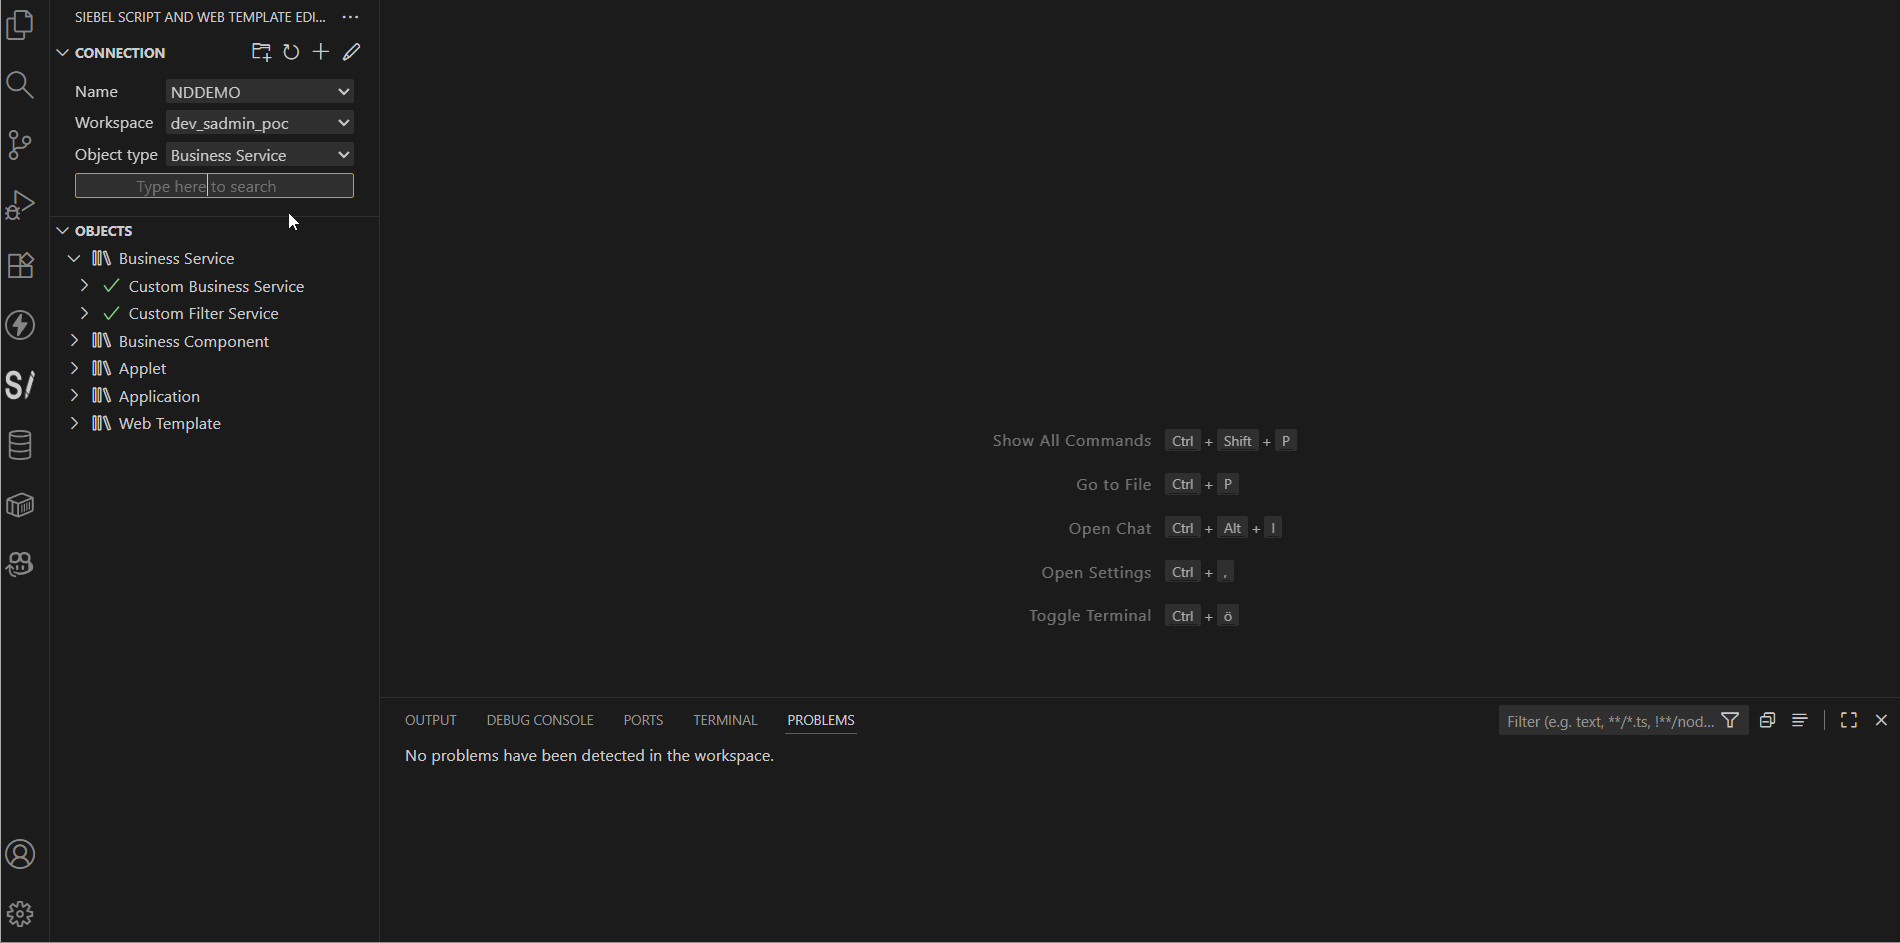 SIEBEL SCRIPT AND WEB TEMPLATE EDI...
CONNECTION
Name NDDEMO
Workspace dev_sadmin_poc
Object type Business Service
Type here to search
OBJECTS
Business Service
Custom Business Service
Custom Filter Service
Business Component
Applet
Application
Web Template
S/
Show All Commands Ctrl + Shift + P
Go to File Ctrl + P
Open Chat Ctrl + Alt + I
Open Settings Ctrl + ,
Toggle Terminal Ctrl + ö
OUTPUT DEBUG CONSOLE PORTS TERMINAL PROBLEMS Filter (e.g. text, **/*.ts, !**/nod...
No problems have been detected in the workspace.